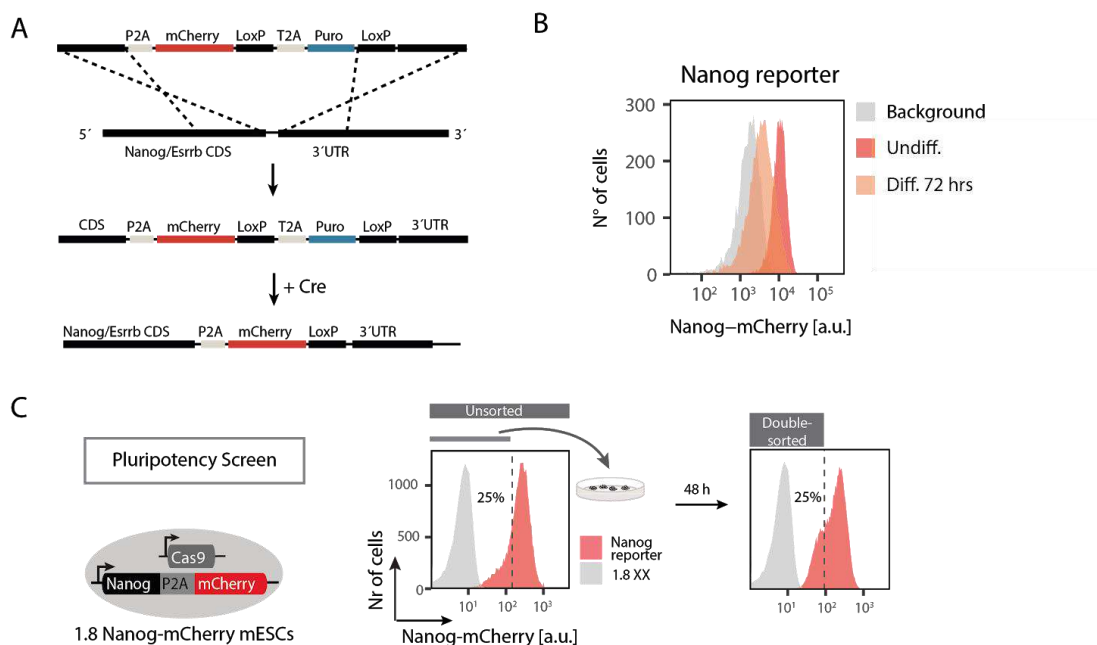 A
P2A mCherry LoxP T2A Puro LoxP
5´ 3´
Nanog/Esrrb CDS 3´UTR
CDS P2A mCherry LoxP T2A Puro LoxP 3´UTR
+ Cre
Nanog/Esrrb CDS P2A mCherry LoxP 3´UTR
B
Nanog reporter
300
200
100
0
N° of cells
10² 10³ 10⁴ 10⁵
Nanog–mCherry [a.u.]
Background
Undiff.
Diff. 72 hrs
C
Pluripotency Screen
Cas9
Nanog P2A mCherry
1.8 Nanog-mCherry mESCs
Unsorted
25%
1000
500
0
Nr of cells
10¹ 10² 10³
Nanog-mCherry [a.u.]
Nanog reporter
1.8 XX
48 h
Double-
sorted
25%
10¹ 10² 10³